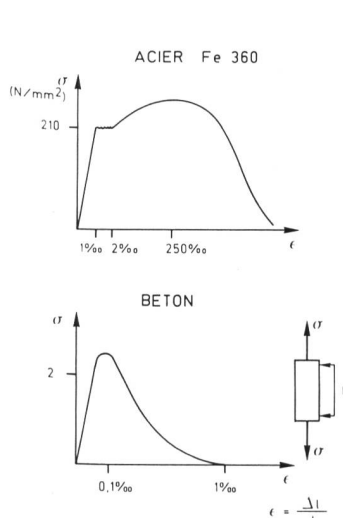 ACIER Fe 360
σ
(N/mm²)
210
1‰ 2‰ 250‰ ϵ
BETON
σ
σ
2
σ
0,1‰ 1‰ ϵ
ϵ =